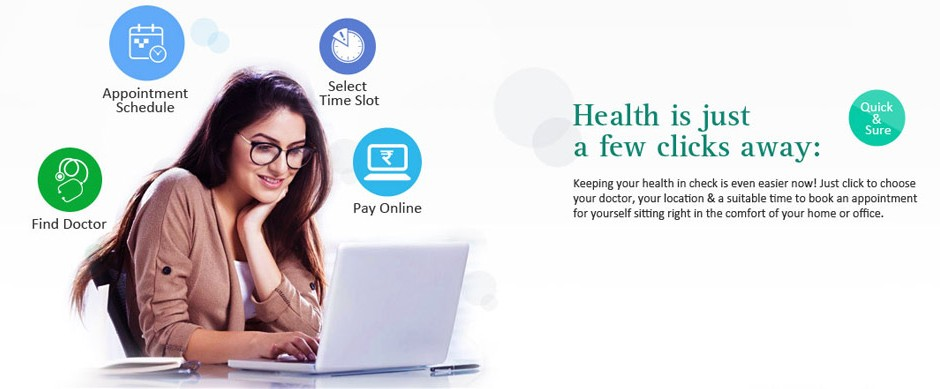 Appointment
Schedule
Select
Time Slot
Find Doctor
₹
Pay Online
Health is just
a few clicks away:
Quick
&
Sure
Keeping your health in check is even easier now! Just click to choose
your doctor, your location & a suitable time to book an appointment
for yourself sitting right in the comfort of your home or office.